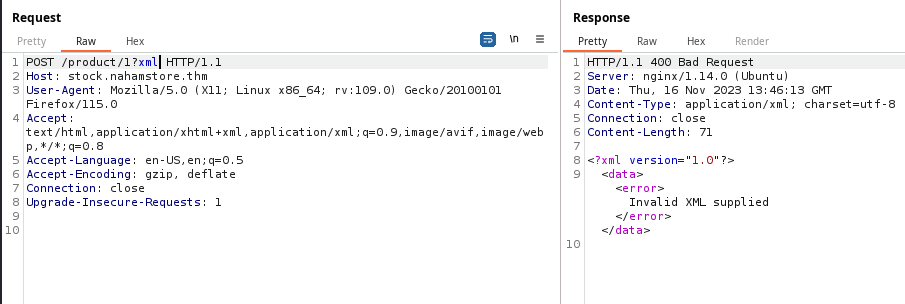 Request
Pretty Raw Hex
\n
1 POST /product/1?xml HTTP/1.1
2 Host: stock.nahamstore.thm
3 User-Agent: Mozilla/5.0 (X11; Linux x86_64; rv:109.0) Gecko/20100101
Firefox/115.0
4 Accept:
text/html,application/xhtml+xml,application/xml;q=0.9,image/avif,image/web
p,*/*;q=0.8
5 Accept-Language: en-US,en;q=0.5
6 Accept-Encoding: gzip, deflate
7 Connection: close
8 Upgrade-Insecure-Requests: 1
9
10
Response
Pretty Raw Hex Render
1 HTTP/1.1 400 Bad Request
2 Server: nginx/1.14.0 (Ubuntu)
3 Date: Thu, 16 Nov 2023 13:46:13 GMT
4 Content-Type: application/xml; charset=utf-8
5 Connection: close
6 Content-Length: 71
7
8 <?xml version="1.0"?>
9 <data>
<error>
Invalid XML supplied
</error>
</data>
10